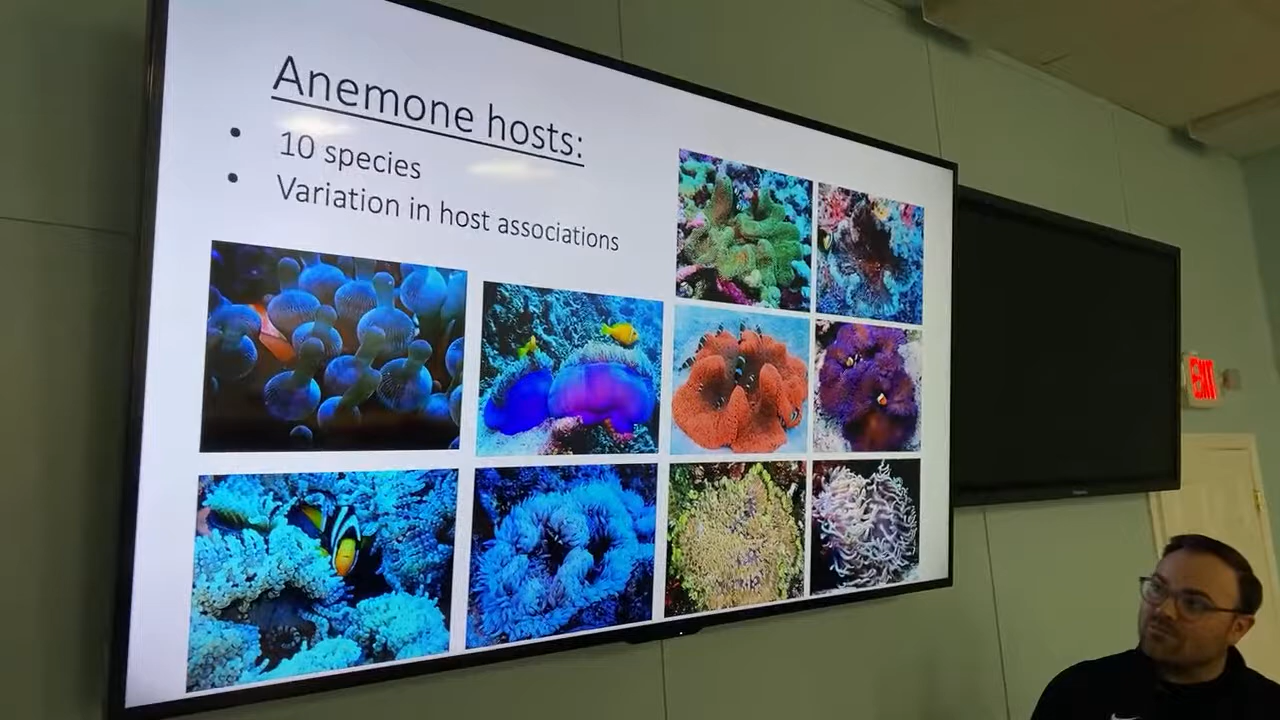 Anemone hosts:
• 10 species
• Variation in host associations
EXIT